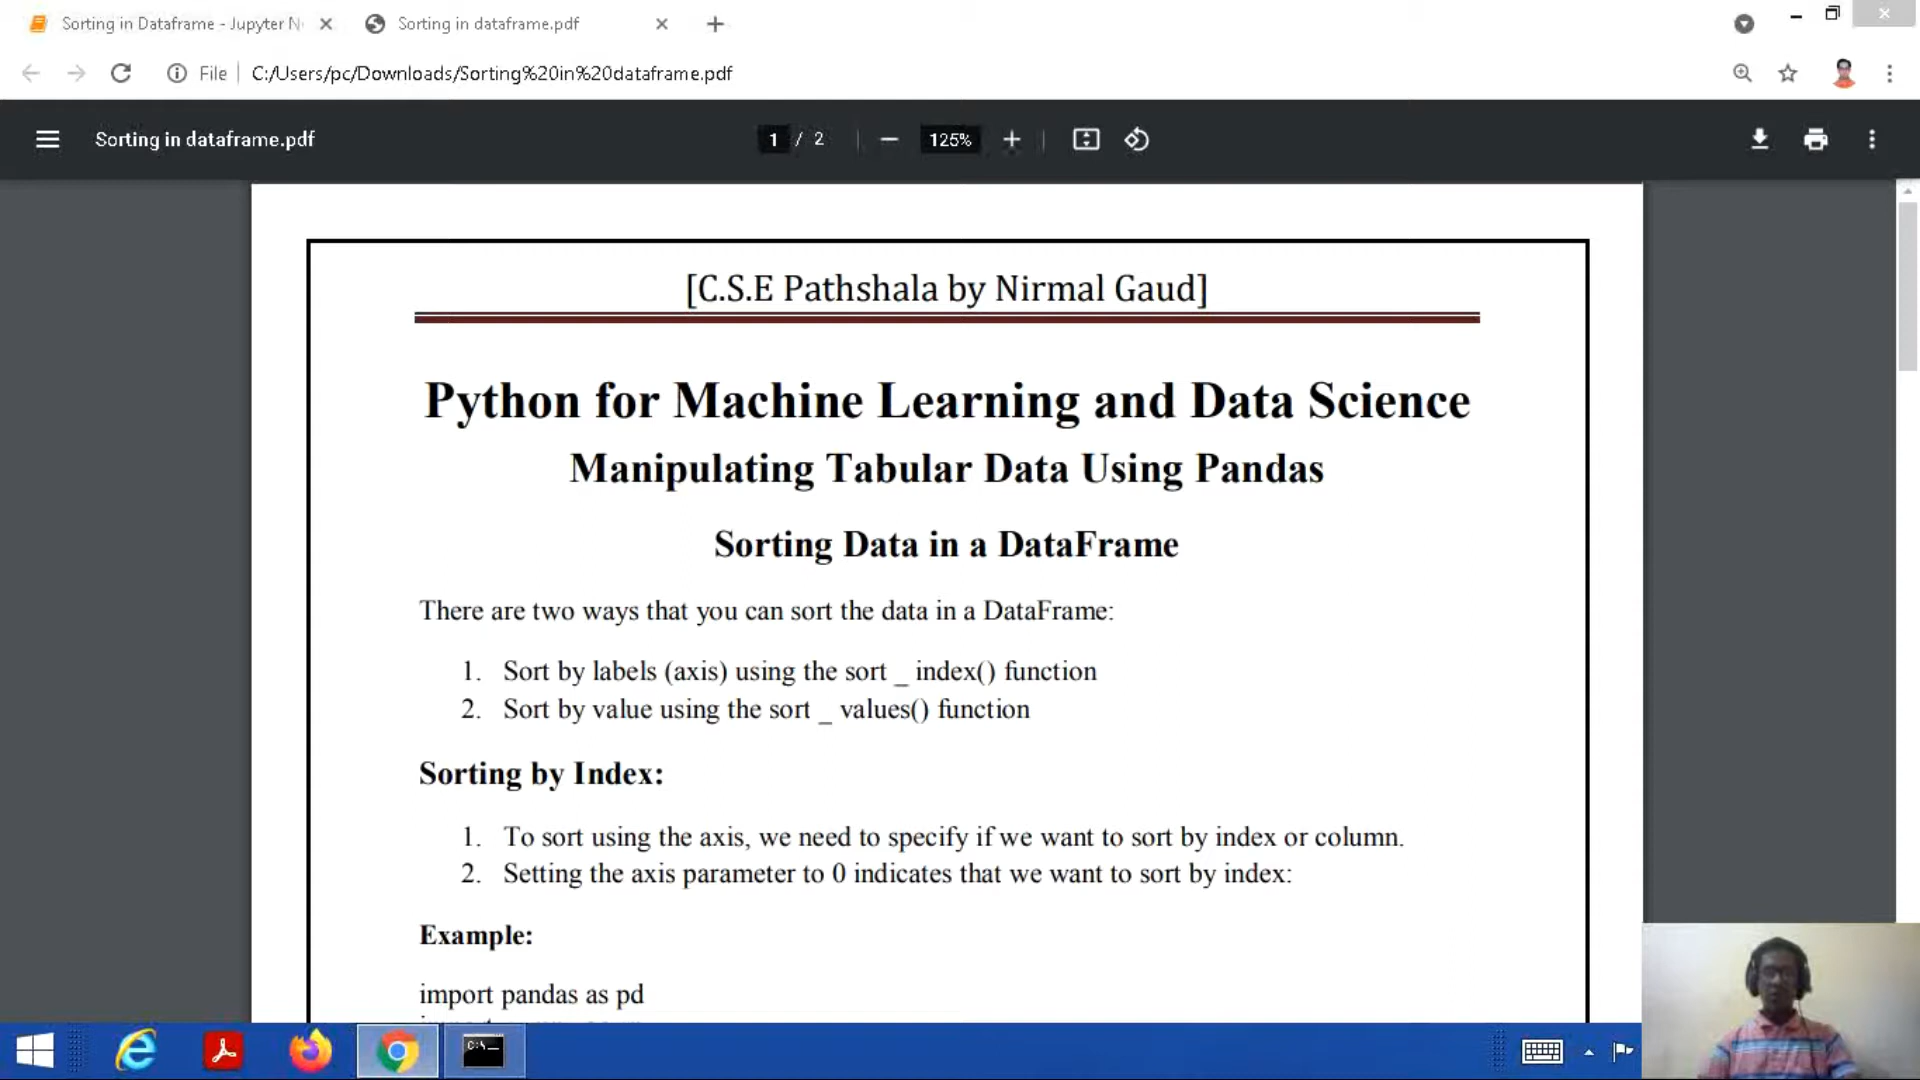 Sorting in Dataframe - Jupyter N
Sorting in dataframe.pdf
File
C:/Users/pc/Downloads/Sorting%20in%20dataframe.pdf
Sorting in dataframe.pdf
1 / 2
125%
[C.S.E Pathshala by Nirmal Gaud]
Python for Machine Learning and Data Science
Manipulating Tabular Data Using Pandas
Sorting Data in a DataFrame
There are two ways that you can sort the data in a DataFrame:
1. Sort by labels (axis) using the sort _ index() function
2. Sort by value using the sort _ values() function
Sorting by Index:
1. To sort using the axis, we need to specify if we want to sort by index or column.
2. Setting the axis parameter to 0 indicates that we want to sort by index:
Example:
import pandas as pd